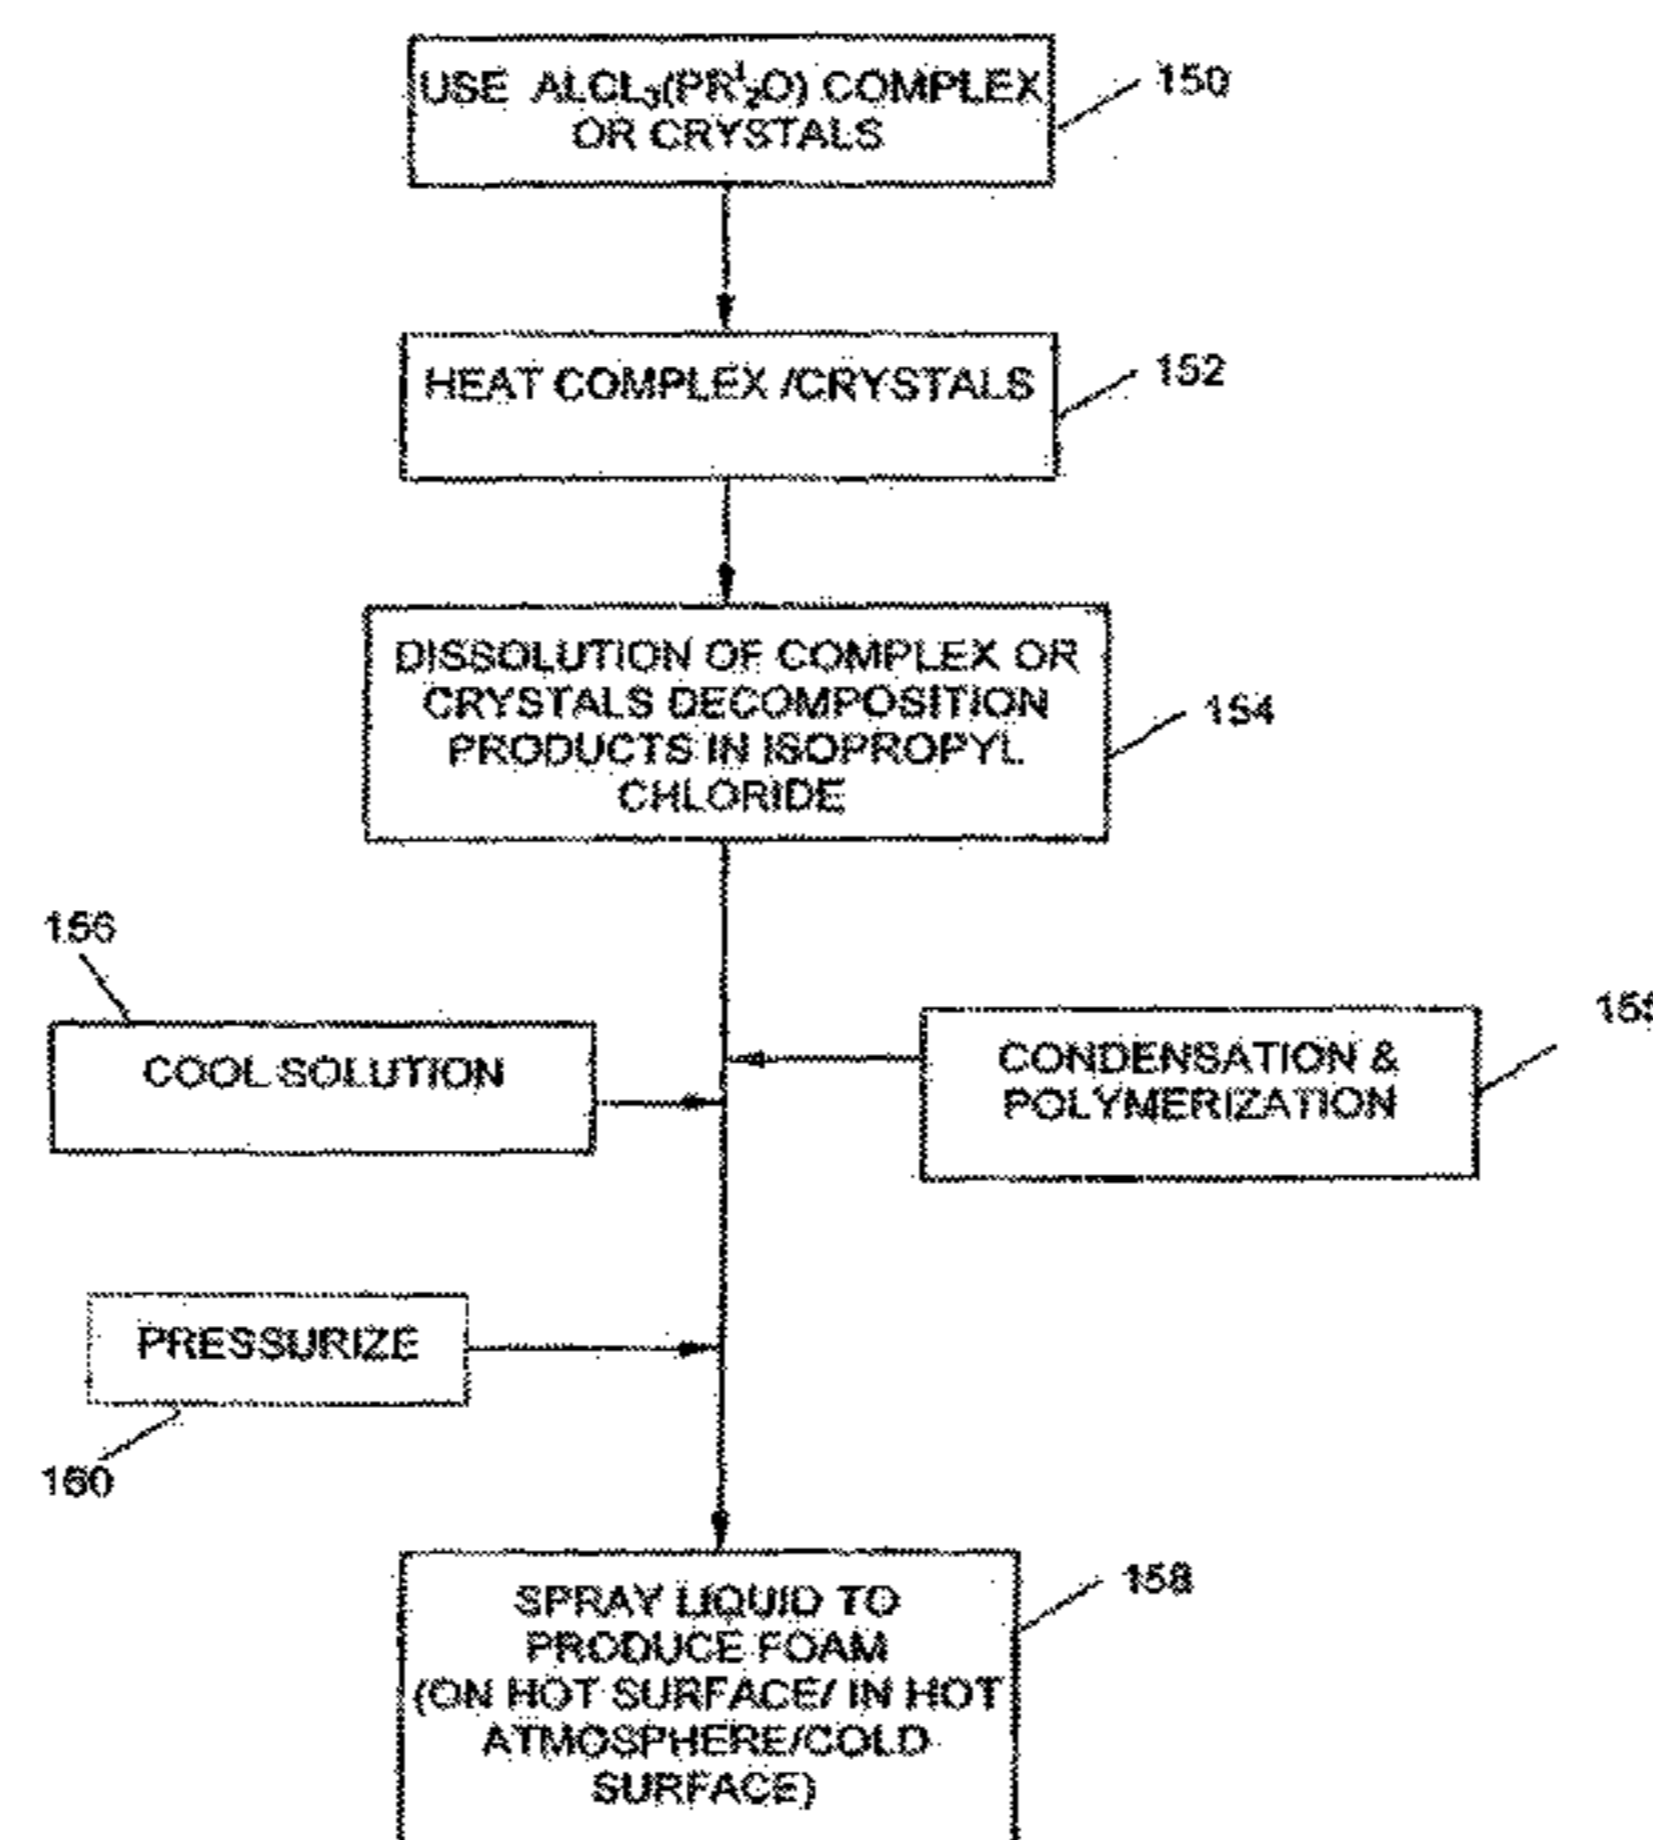 USE ALCL₃(PRⁱ₂O) COMPLEX
OR CRYSTALS
150
HEAT COMPLEX /CRYSTALS
152
DISSOLUTION OF COMPLEX OR
CRYSTALS DECOMPOSITION
PRODUCTS IN ISOPROPYL
CHLORIDE
154
156
COOL SOLUTION
155
CONDENSATION &
POLYMERIZATION
PRESSURIZE
160
SPRAY LIQUID TO
PRODUCE FOAM
(ON HOT SURFACE/ IN HOT
ATMOSPHERE/COLD
SURFACE)
158